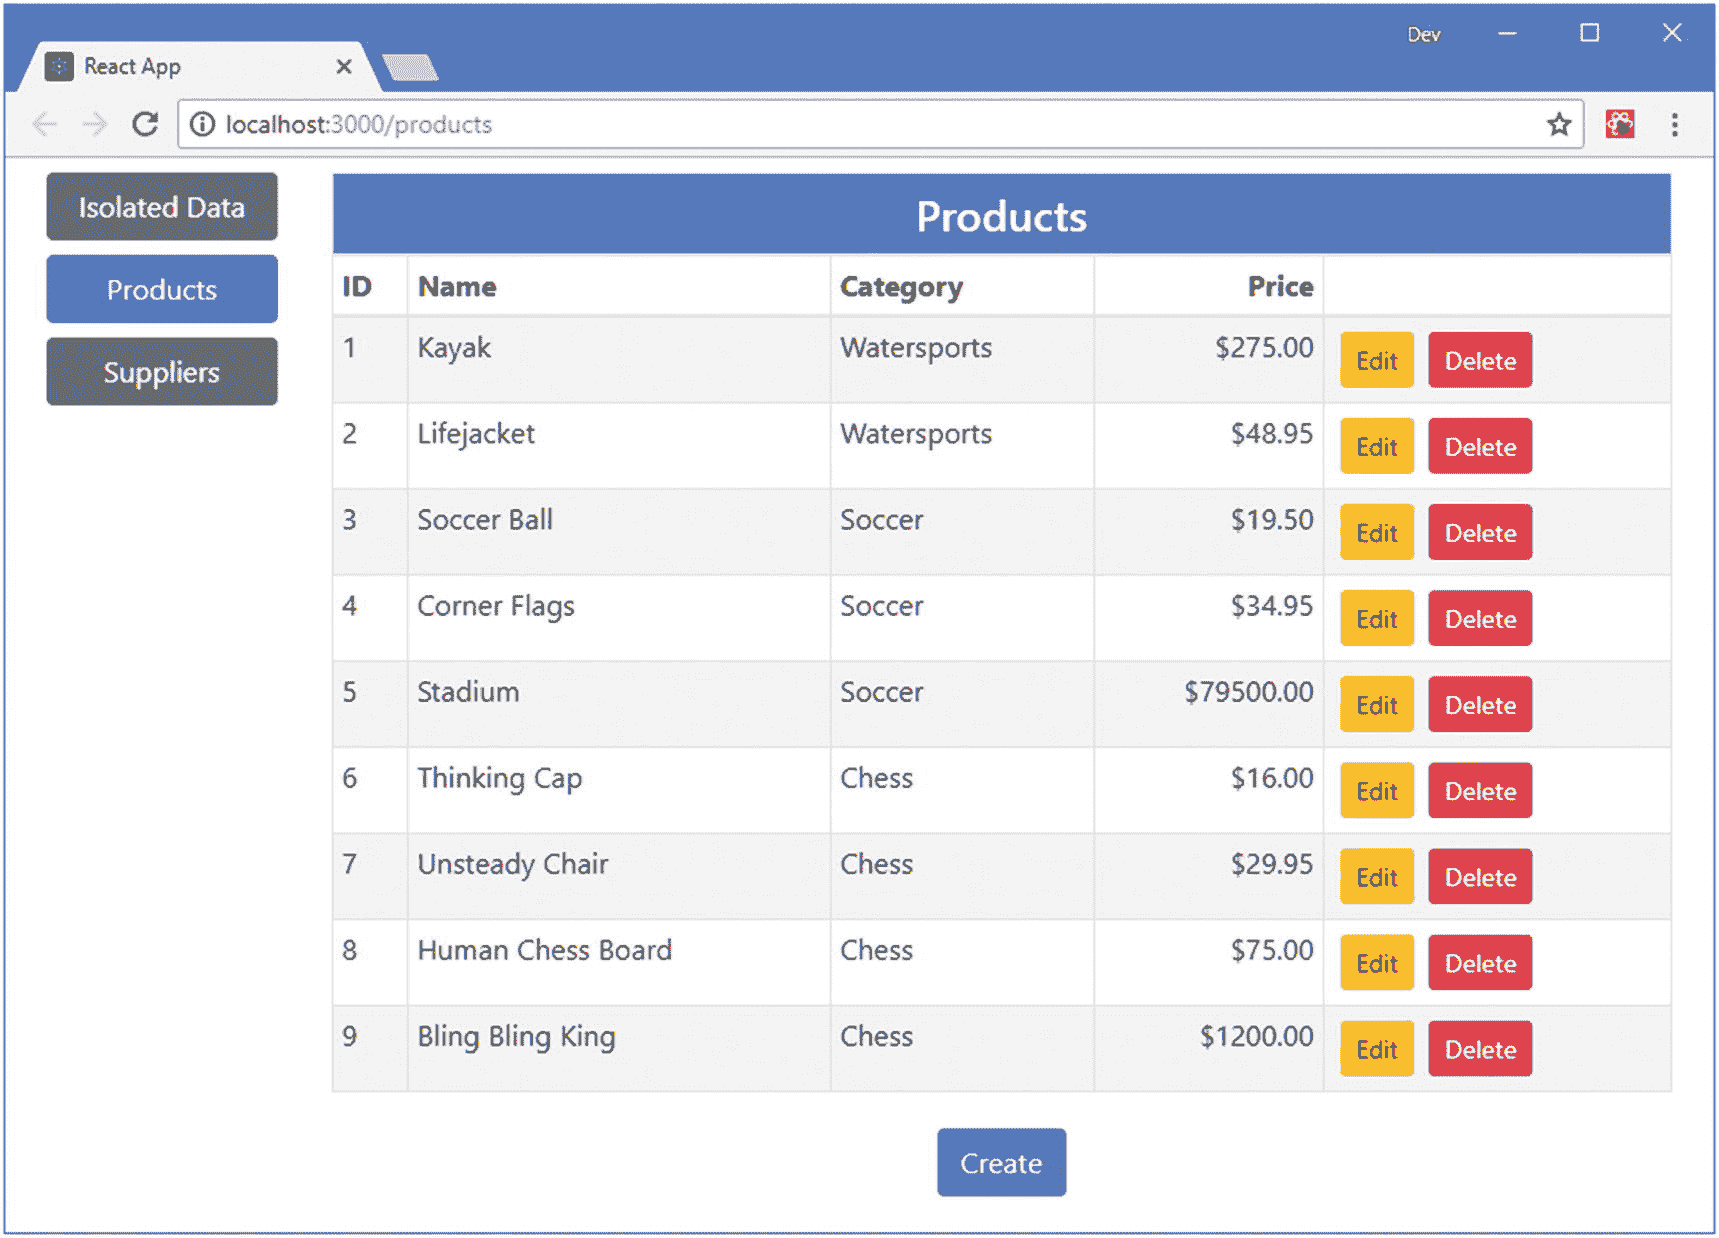 Dev
React App
localhost:3000/products
Isolated Data
Products
Suppliers
Products
ID Name Category Price
1 Kayak Watersports $275.00 Edit Delete
2 Lifejacket Watersports $48.95 Edit Delete
3 Soccer Ball Soccer $19.50 Edit Delete
4 Corner Flags Soccer $34.95 Edit Delete
5 Stadium Soccer $79500.00 Edit Delete
6 Thinking Cap Chess $16.00 Edit Delete
7 Unsteady Chair Chess $29.95 Edit Delete
8 Human Chess Board Chess $75.00 Edit Delete
9 Bling Bling King Chess $1200.00 Edit Delete
Create